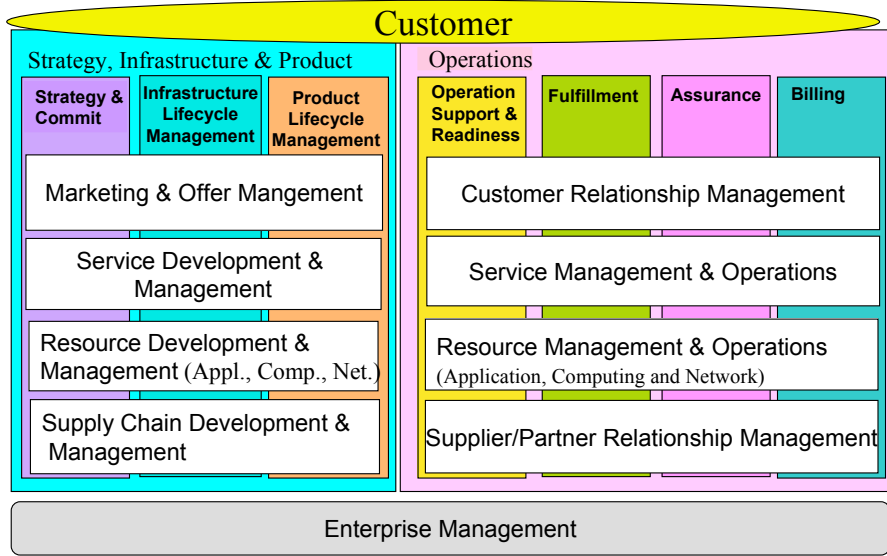 Customer
Strategy, Infrastructure & Product
Strategy &
Commit
Infrastructure
Lifecycle
Management
Product
Lifecycle
Management
Marketing & Offer Mangement
Service Development &
Management
Resource Development &
Management (Appl., Comp., Net.)
Supply Chain Development &
Management
Operations
Operation
Support &
Readiness
Fulfillment
Assurance
Billing
Customer Relationship Management
Service Management & Operations
Resource Management & Operations
(Application, Computing and Network)
Supplier/Partner Relationship Management
Enterprise Management